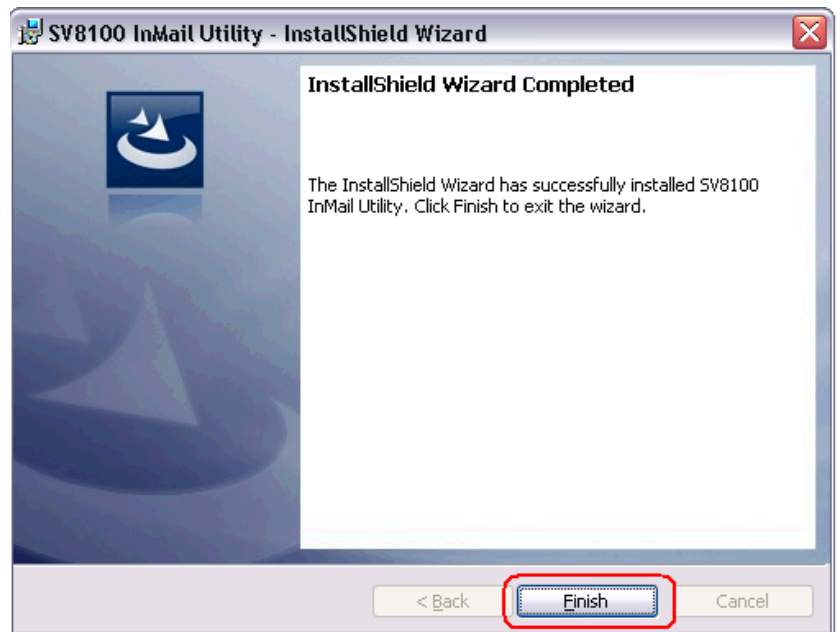 SV8100 InMail Utility - InstallShield Wizard
InstallShield Wizard Completed
The InstallShield Wizard has successfully installed SV8100
InMail Utility. Click Finish to exit the wizard.
< Back
Finish
Cancel